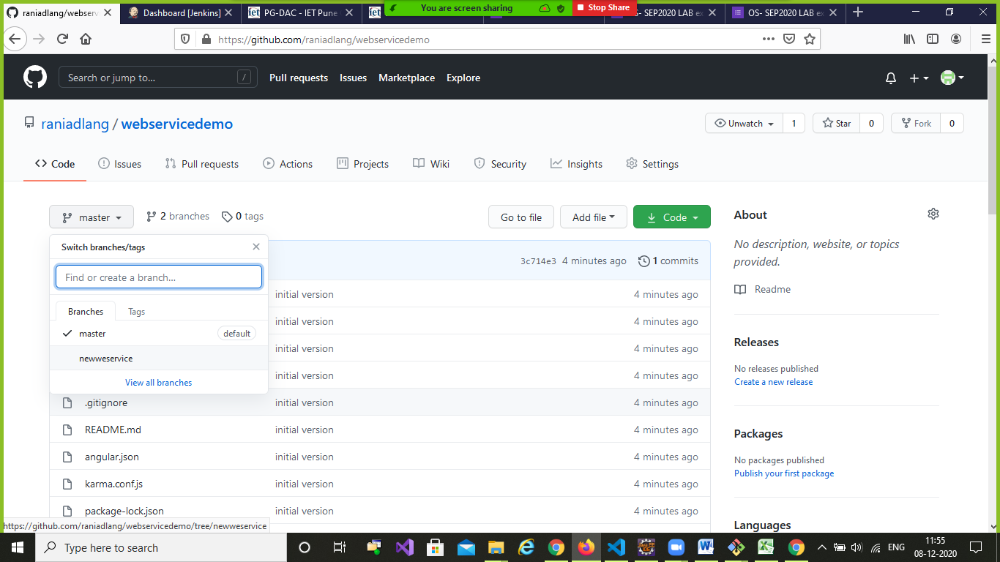 raniadlang/webserv
Dashboard [Jenkins]
PG-DAC - IET Pune
raniadlang/
You are screen sharing
Stop Share
S- SEP2020 LAB ex
OS- SEP2020 LAB ex
https://github.com/raniadlang/webservicedemo
Search or jump to...
/
Pull requests
Issues
Marketplace
Explore
raniadlang / webservicedemo
Unwatch
1
Star
0
Fork
0
Code
Issues
Pull requests
Actions
Projects
Wiki
Security
Insights
Settings
master
2 branches
0 tags
Go to file
Add file
Code
About
No description, website, or topics
provided.
Readme
Switch branches/tags
Find or create a branch...
Branches
Tags
master
default
newweservice
View all branches
3c714e3 4 minutes ago
1 commits
initial version
4 minutes ago
initial version
4 minutes ago
initial version
4 minutes ago
initial version
4 minutes ago
.gitignore
initial version
4 minutes ago
README.md
initial version
4 minutes ago
angular.json
initial version
4 minutes ago
karma.conf.js
initial version
4 minutes ago
package-lock.json
initial version
4 minutes ago
Releases
No releases published
Create a new release
Packages
No packages published
Publish your first package
Languages
https://github.com/raniadlang/webservicedemo/tree/newweservice
Type here to search
ENG
11:55
08-12-2020